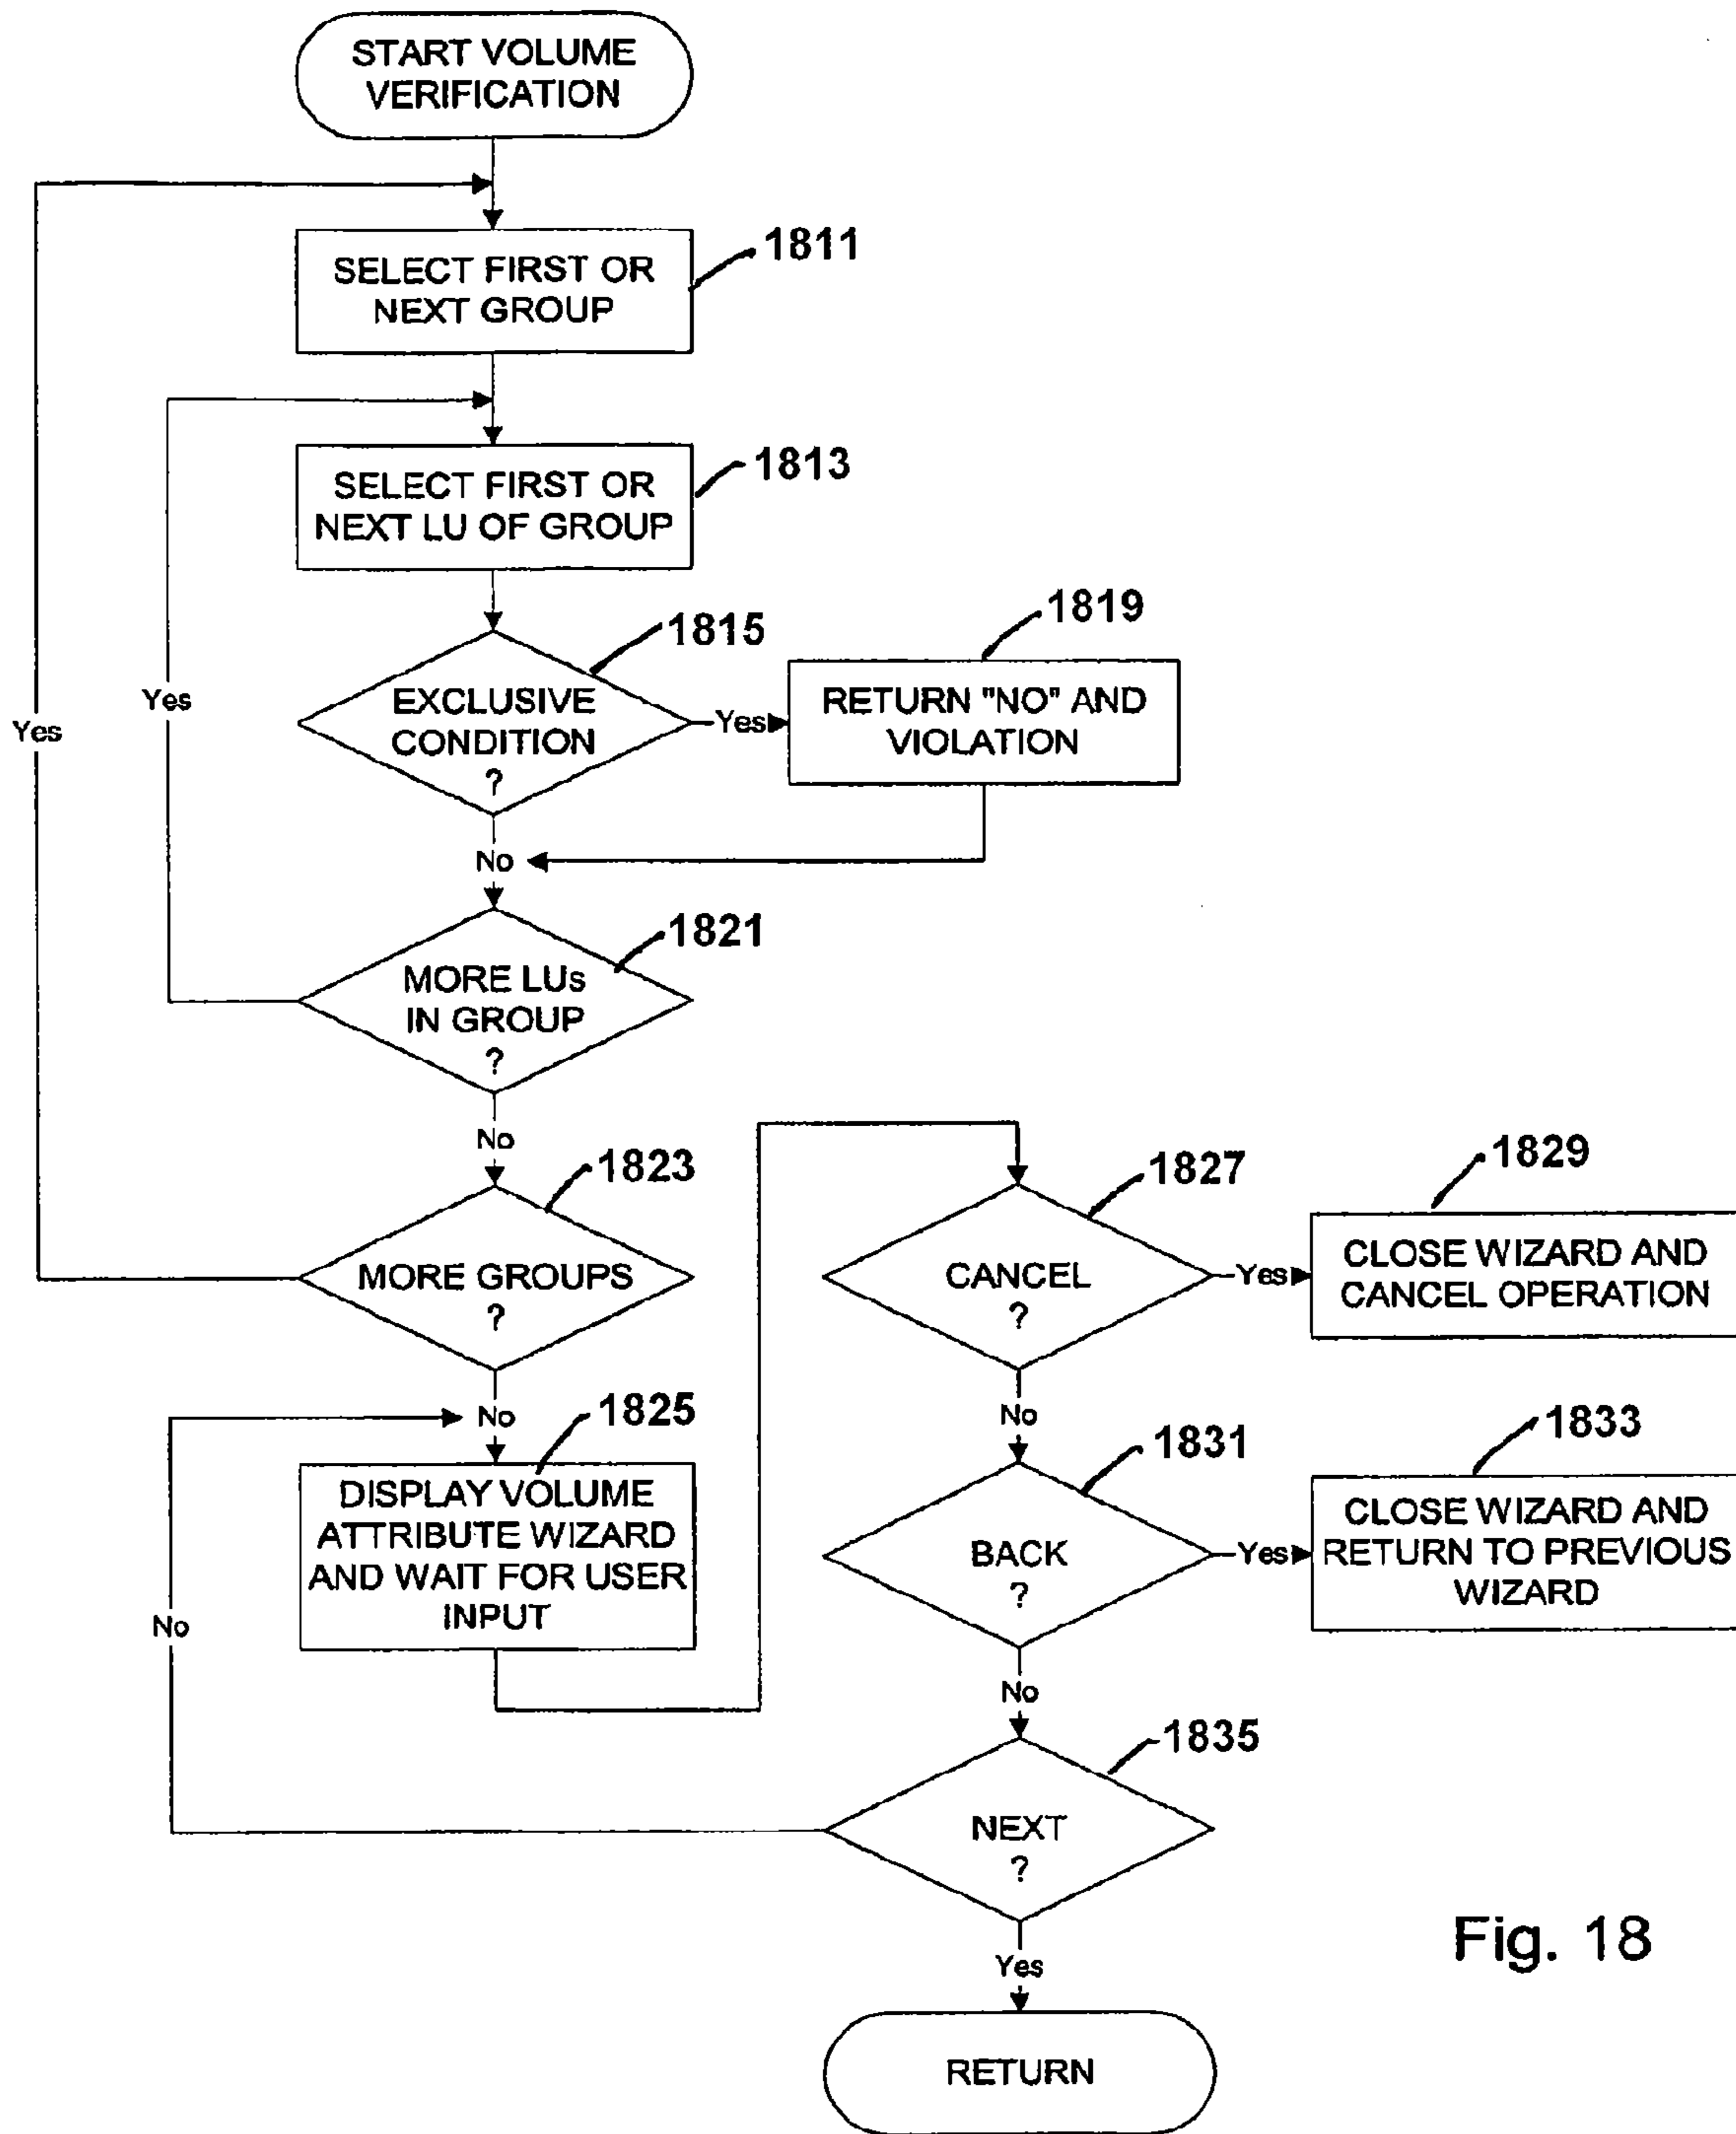 START VOLUME
VERIFICATION
1811
SELECT FIRST OR
NEXT GROUP
1813
SELECT FIRST OR
NEXT LU OF GROUP
1815
EXCLUSIVE
CONDITION
?
Yes
1819
RETURN "NO" AND
VIOLATION
No
Yes
Yes
1821
MORE LUs
IN GROUP
?
No
1823
MORE GROUPS
?
No
1825
DISPLAY VOLUME
ATTRIBUTE WIZARD
AND WAIT FOR USER
INPUT
No
1827
CANCEL
?
Yes
1829
CLOSE WIZARD AND
CANCEL OPERATION
No
1831
BACK
?
Yes
1833
CLOSE WIZARD AND
RETURN TO PREVIOUS
WIZARD
No
1835
NEXT
?
Yes
RETURN
Fig. 18